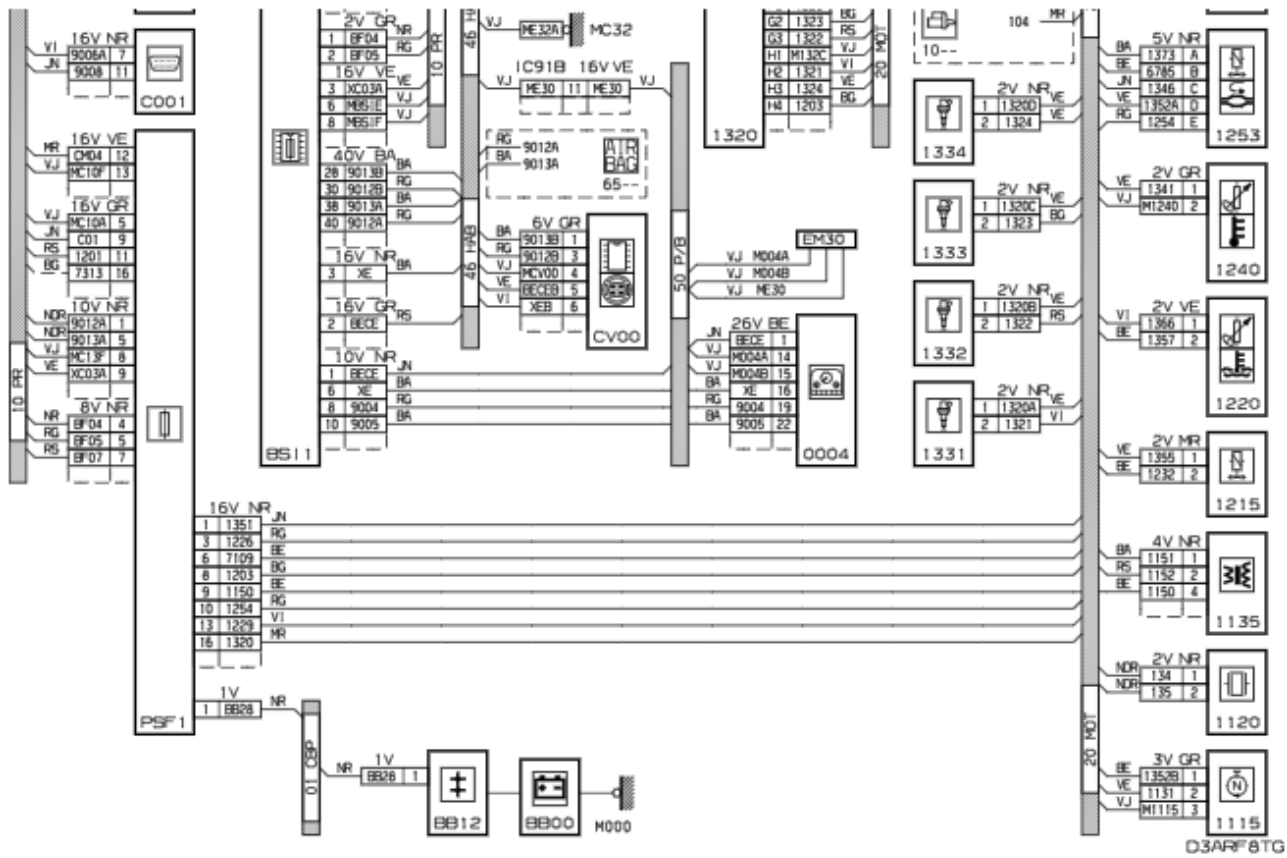 VI
16V NR
9006A 7
JN
9008 11
C001
16V VE
MR
CM04 12
VJ
MC10F 13
16V GR
VJ
MC10A 5
JN
C01 9
RS
1201 11
BG
7313 16
10V NR
NOR
9012A 1
NOR
9013A 5
VJ
MC13F 8
VE
XC03A 9
10 PR
8V NR
NR
BF04 4
RG
BF05 5
RS
BF07 7
PSF1
16V NR
1 1351 JN
3 1226 RG
6 7109 BE
8 1203 BG
9 1150 BE
10 1254 RG
13 1229 VI
16 1320 MR
1V
1 BB28 NR
01 CBP
1V
NR BB28 1
BB12
BB00
M000
2V GR
1 BF04 NR
2 BF05 RG
16V VE
3 XC03A VE
6 MBSIE VJ
8 MBSIF VJ
10 PR
40V BA
28 9013B BA
30 9012B RG
38 9013A BA
40 9012A RG
16V NR
3 XE BA
16V GR
2 BECE RS
10V NR
1 BECE JN
6 XE BA
8 9004 RG
10 9005 BA
BSI1
46 HAB
VJ ME32A MC32
IC91B 16V VE
VJ ME30 11 ME30 VJ
RG 9012A
BA 9013A
AIR BAG
65--
46 HAB
6V GR
BA 9013B 1
RG 9012B 3
VJ MCV00 4
VE BECEB 5
VI XEB 6
CV00
50 P/B
EM30
VJ M004A
VJ M004B
VJ ME30
26V BE
JN BECE 1
VJ M004A 14
VJ M004B 15
BA XE 16
RG 9004 19
BA 9005 22
0004
G2 1323 BG
G3 1322 RS
H1 M132C VJ
H2 1321 VI
H3 1324 VE
H4 1203 BG
1320
20 MOT
10--
104 MR
2V NR
1 1320D VE
2 1324 VE
1334
2V NR
1 1320C VE
2 1323 BG
1333
2V NR
1 1320B VE
2 1322 RS
1332
2V NR
1 1320A VE
2 1321 VI
1331
5V NR
BA 1373 A
BE 6785 B
JN 1346 C
VE 1352A D
RG 1254 E
1253
2V GR
VE 1341 1
VJ M1240 2
1240
2V VE
VI 1366 1
BE 1357 2
1220
2V MR
VE 1355 1
BE 1232 2
1215
4V NR
BA 1151 1
RS 1152 2
BE 1150 4
1135
2V NR
NOR 134 1
NOR 135 2
1120
20 MOT
3V GR
BE 1352B 1
VE 1131 2
VJ M1115 3
N
1115
D3ARF8TG